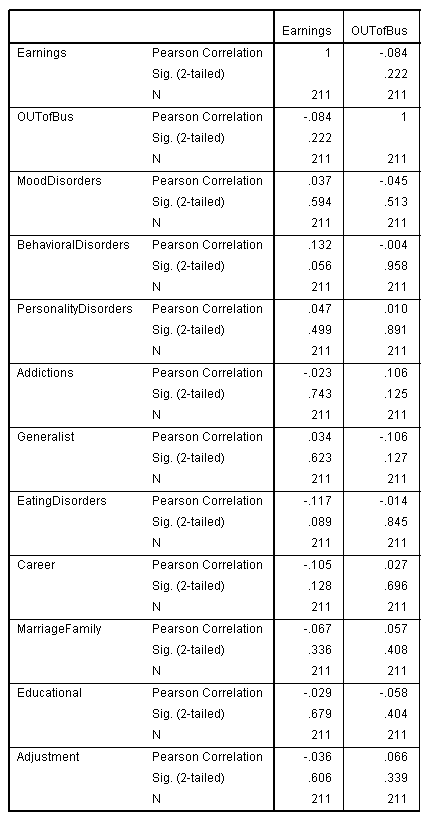 Earnings OUTofBus
Earnings Pearson Correlation 1 -.084
Sig. (2-tailed) .222
N 211 211
OUTofBus Pearson Correlation -.084 1
Sig. (2-tailed) .222
N 211 211
MoodDisorders Pearson Correlation .037 -.045
Sig. (2-tailed) .594 .513
N 211 211
BehavioralDisorders Pearson Correlation .132 -.004
Sig. (2-tailed) .056 .958
N 211 211
PersonalityDisorders Pearson Correlation .047 .010
Sig. (2-tailed) .499 .891
N 211 211
Addictions Pearson Correlation -.023 .106
Sig. (2-tailed) .743 .125
N 211 211
Generalist Pearson Correlation .034 -.106
Sig. (2-tailed) .623 .127
N 211 211
EatingDisorders Pearson Correlation -.117 -.014
Sig. (2-tailed) .089 .845
N 211 211
Career Pearson Correlation -.105 .027
Sig. (2-tailed) .128 .696
N 211 211
MarriageFamily Pearson Correlation -.067 .057
Sig. (2-tailed) .336 .408
N 211 211
Educational Pearson Correlation -.029 -.058
Sig. (2-tailed) .679 .404
N 211 211
Adjustment Pearson Correlation -.036 .066
Sig. (2-tailed) .606 .339
N 211 211